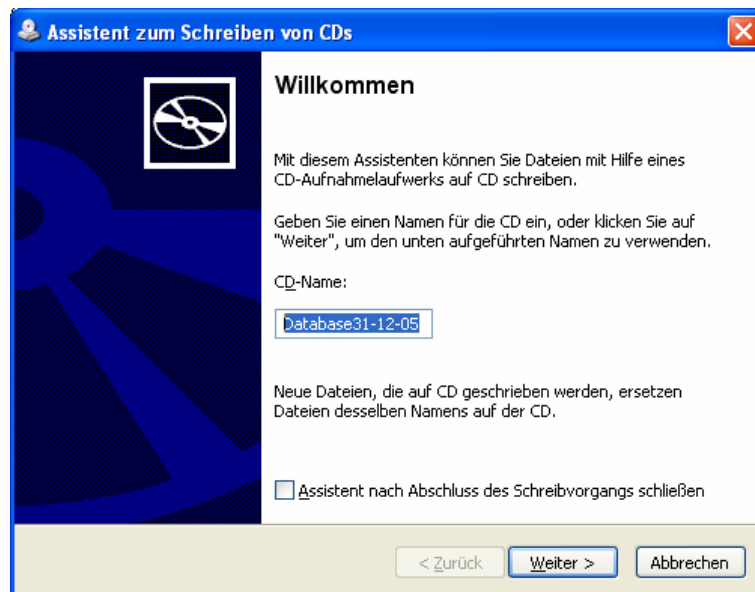 Assistent zum Schreiben von CDs
Willkommen
Mit diesem Assistenten können Sie Dateien mit Hilfe eines
CD-Aufnahmelaufwerks auf CD schreiben.
Geben Sie einen Namen für die CD ein, oder klicken Sie auf
"Weiter", um den unten aufgeführten Namen zu verwenden.
CD-Name:
Database31-12-05
Neue Dateien, die auf CD geschrieben werden, ersetzen
Dateien desselben Namens auf der CD.
Assistent nach Abschluss des Schreibvorgangs schließen
< Zurück Weiter > Abbrechen